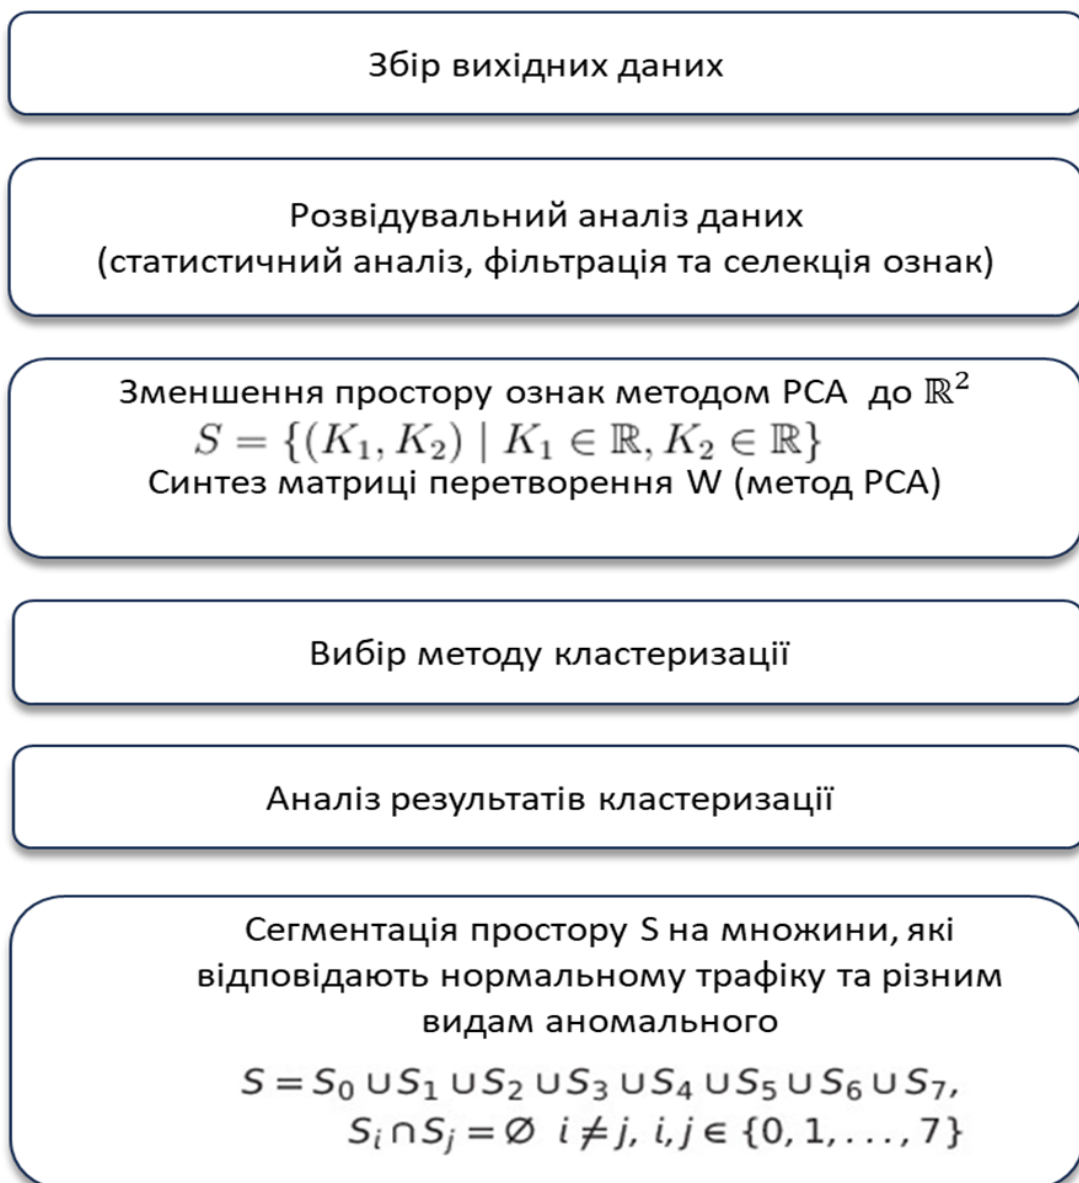 Збір вихідних даних
Розвідувальний аналіз даних
(статистичний аналіз, фільтрація та селекція ознак)
Зменшення простору ознак методом PCA до ℝ²
S = {(K₁, K₂) | K₁ ∈ ℝ, K₂ ∈ ℝ}
Синтез матриці перетворення W (метод PCA)
Вибір методу кластеризації
Аналіз результатів кластеризації
Сегментація простору S на множини, які
відповідають нормальному трафіку та різним
видам аномального
S = S₀ ∪ S₁ ∪ S₂ ∪ S₃ ∪ S₄ ∪ S₅ ∪ S₆ ∪ S₇,
Sᵢ ∩ Sⱼ = ∅ i ≠ j, i, j ∈ {0, 1, . . . , 7}